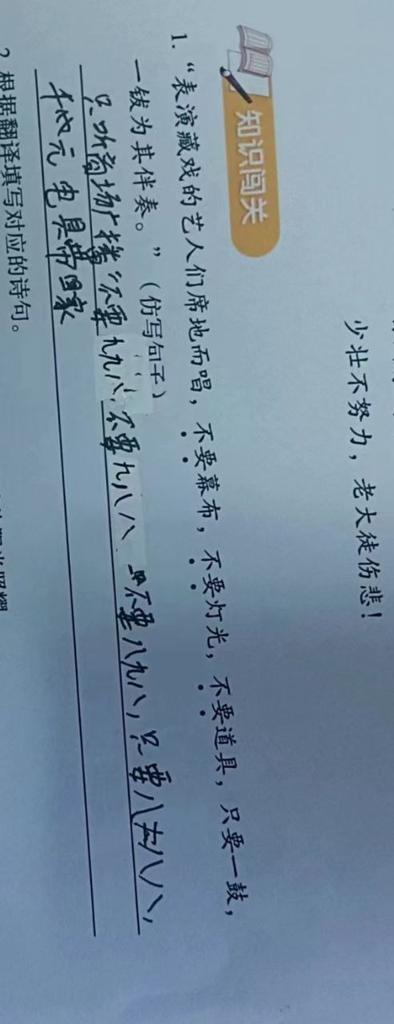 少壮不努力，老大徒伤悲！
知识闯关
1. “表演藏戏的艺人们席地而唱，不要幕布，不要灯光，不要道具，只要一鼓，
一钹为其伴奏。”（仿写句子）
只听商场广播“不要九九八，不要九八八 不要八九八，只要八八八，
千 元 电具带回家
2. 根据翻译填写对应的诗句。